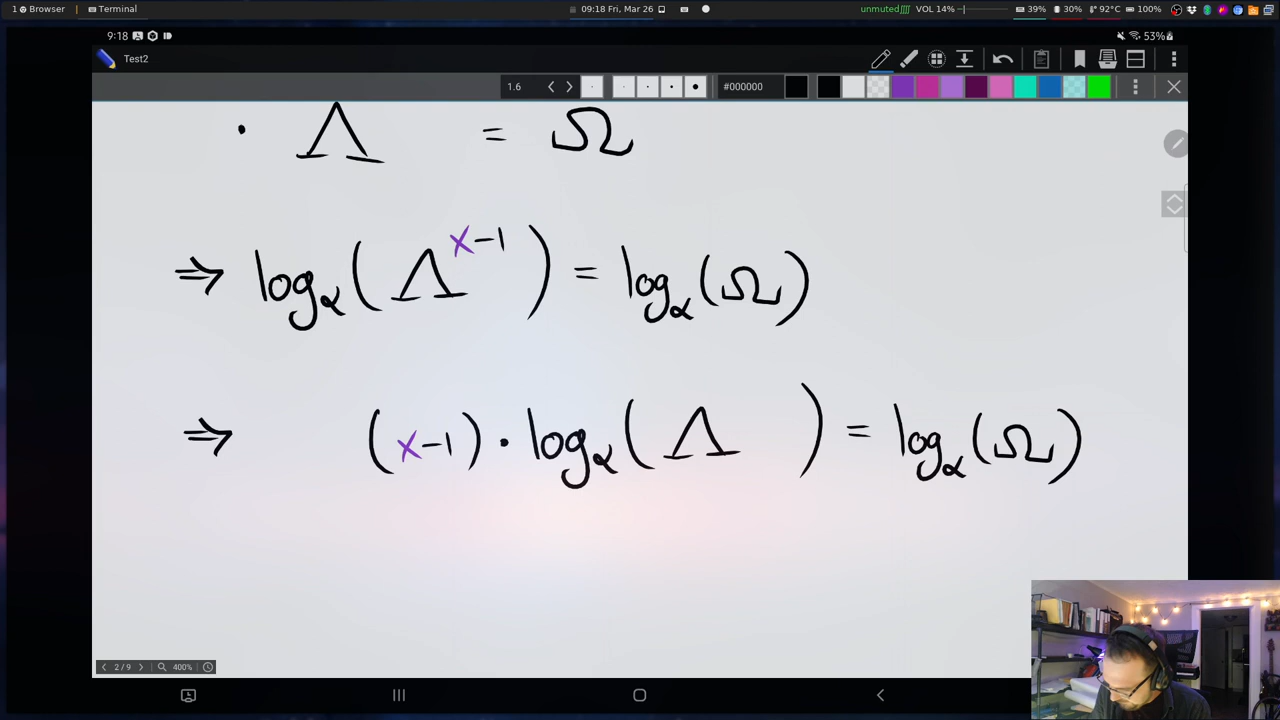 1 Browser Terminal 09:18 Fri, Mar 26 unmuted VOL 14% 39% 30% 92°C 100%
9:18 53%
Test2
1.6 #000000
· Λ = Ω
⇒ log_α(Λ^(x-1)) = log_α(Ω)
⇒ (x-1) · log_α(Λ) = log_α(Ω)
2 / 9 400%